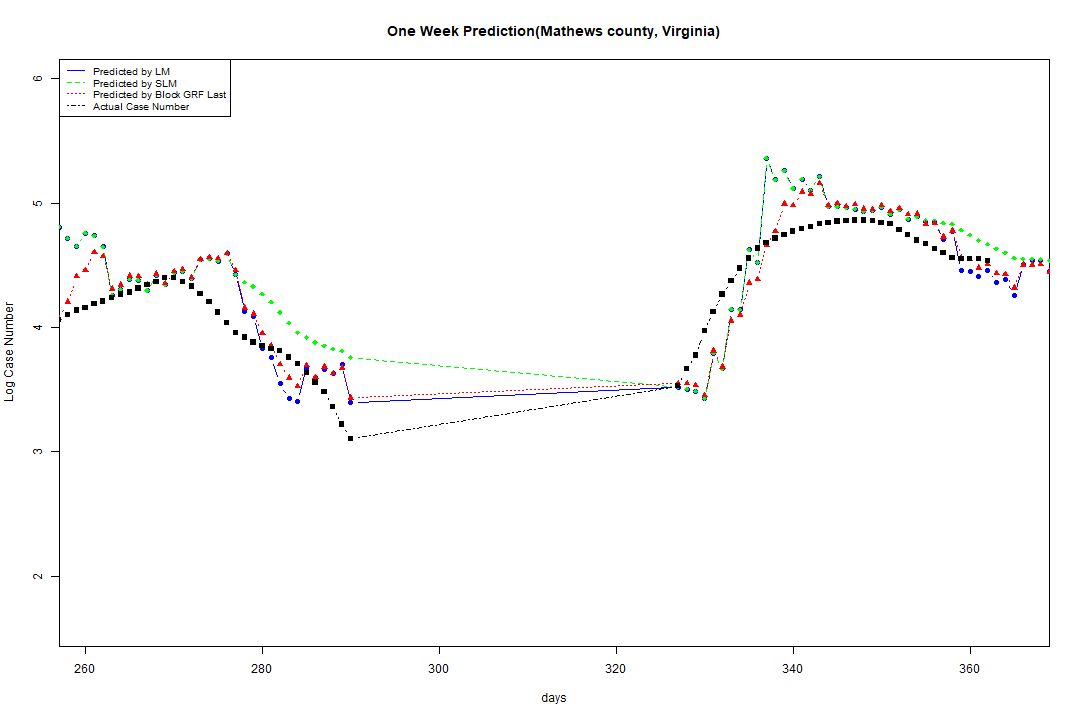 One Week Prediction(Mathews county, Virginia)
Predicted by LM
Predicted by SLM
Predicted by Block GRF Last
Actual Case Number
6
5
4
3
2
Log Case Number
260 280 300 320 340 360
days